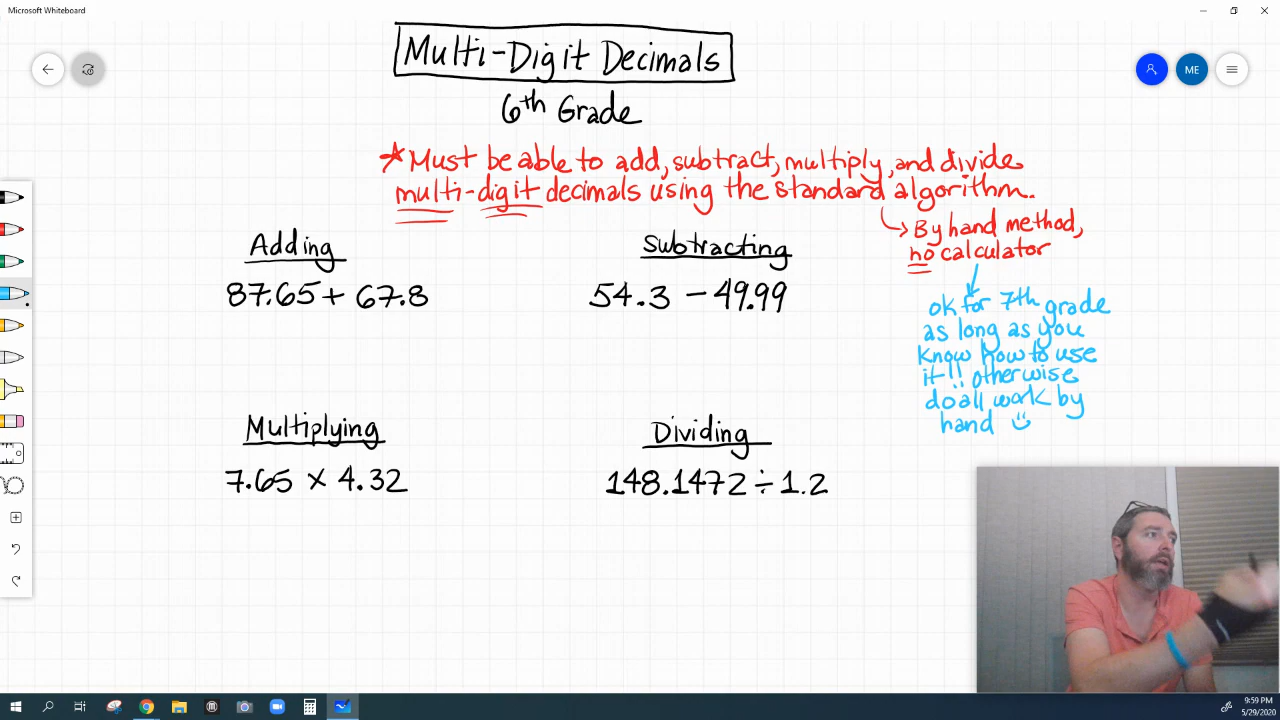 Microsoft Whiteboard
Multi-Digit Decimals
6th Grade
*Must be able to add, subtract, multiply, and divide
multi-digit decimals using the standard algorithm.
By hand method,
no calculator
ok for 7th grade
as long as you
know how to use
it!! otherwise
do all work by
hand
Adding
87.65 + 67.8
Subtracting
54.3 - 49.99
Multiplying
7.65 x 4.32
Dividing
148.1472 ÷ 1.2
ME
9:59 PM
5/29/2020